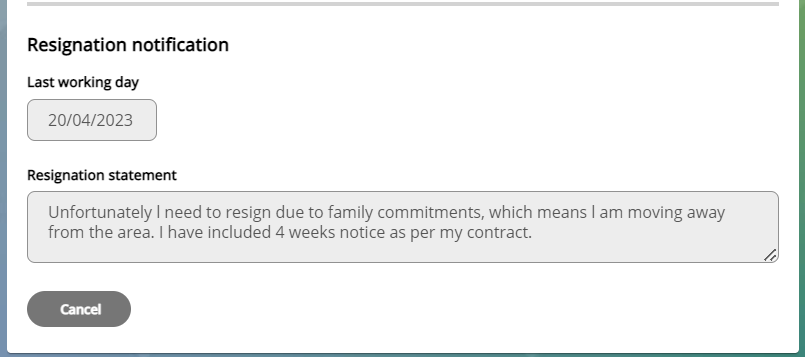 Resignation notification
Last working day
20/04/2023
Resignation statement
Unfortunately I need to resign due to family commitments, which means I am moving away
from the area. I have included 4 weeks notice as per my contract.
Cancel